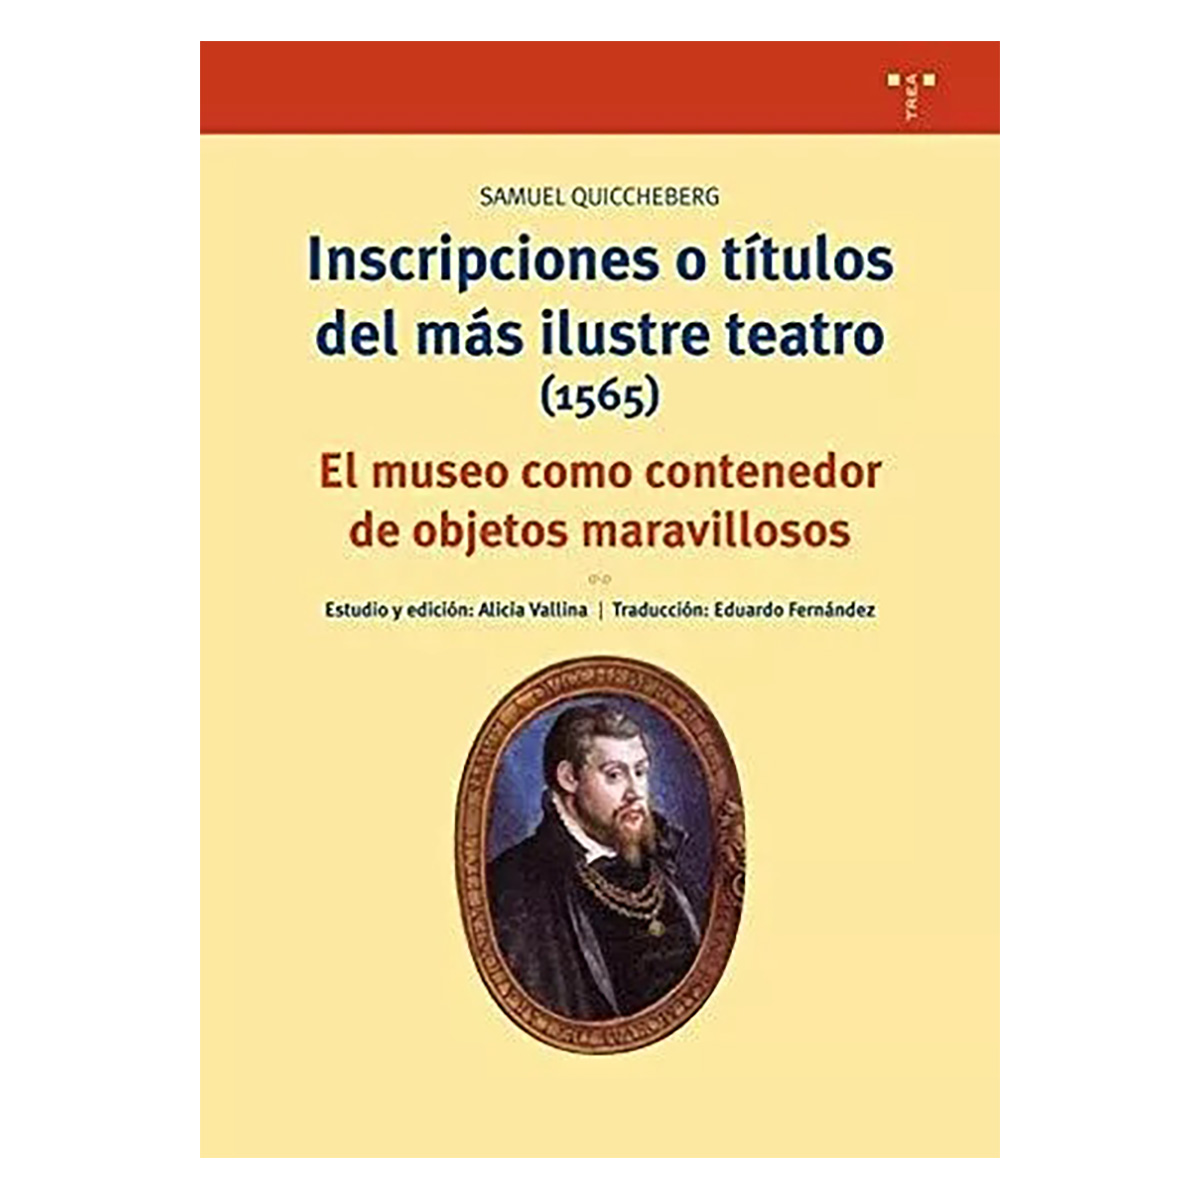 TREA
SAMUEL QUICCHEBERG
Inscripciones o títulos
del más ilustre teatro
(1565)
El museo como contenedor
de objetos maravillosos
Estudio y edición: Alicia Vallina | Traducción: Eduardo Fernández